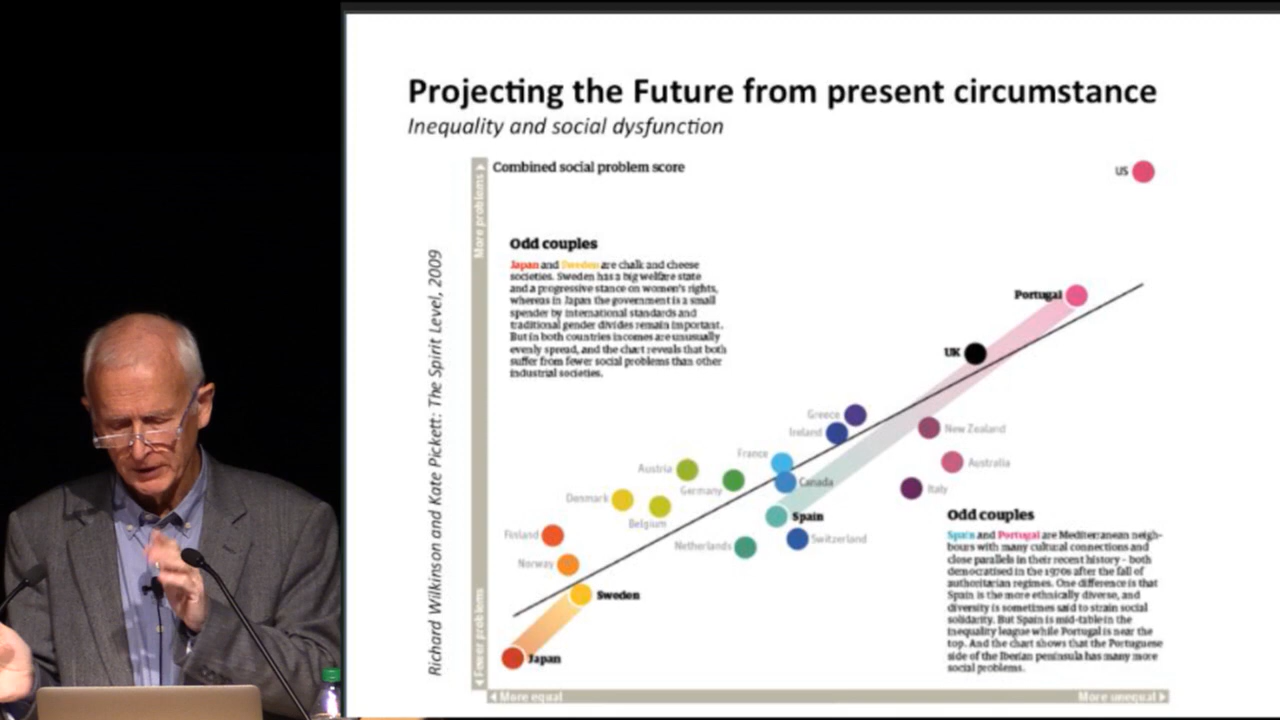 Projecting the Future from present circumstance
Inequality and social dysfunction
Richard Wilkinson and Kate Pickett: The Spirit Level, 2009
More problems
Combined social problem score
US
Odd couples
Japan and Sweden are chalk and cheese
societies. Sweden has a big welfare state
and a progressive stance on women's rights,
whereas in Japan the government is a small
spender by international standards and
traditional gender divides remain important.
But in both countries incomes are unusually
evenly spread, and the chart reveals that both
suffer from fewer social problems than other
industrial societies.
Portugal
UK
Greece
Ireland
New Zealand
France
Austria
Australia
Germany
Canada
Italy
Denmark
Belgium
Spain
Finland
Netherlands
Switzerland
Norway
Sweden
Japan
Odd couples
Spain and Portugal are Mediterranean neigh-
bours with many cultural connections and
close parallels in their recent history – both
democratised in the 1970s after the fall of
authoritarian regimes. One difference is that
Spain is the more ethnically diverse, and
diversity is sometimes said to strain social
solidarity. But Spain is mid-table in the
inequality league while Portugal is near the
top. And the chart shows that the Portuguese
side of the Iberian peninsula has many more
social problems.
Fewer problems
More equal
More unequal